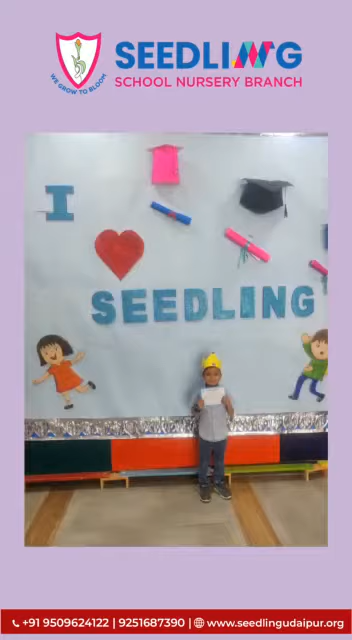 SEEDLING
SCHOOL NURSERY BRANCH
WE GROW TO BLOOM
I
SEEDLING
+91 9509624122 | 9251687390 | www.seedlingudaipur.org